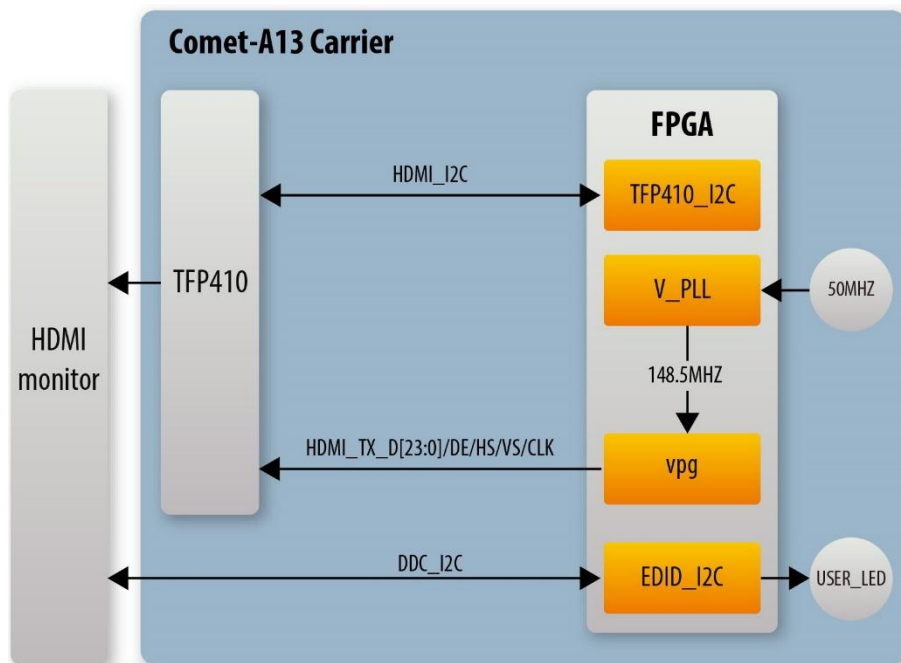 Comet-A13 Carrier
FPGA
HDMI_I2C
TFP410_I2C
TFP410
V_PLL
50MHZ
HDMI
monitor
148.5MHZ
HDMI_TX_D[23:0]/DE/HS/VS/CLK
vpg
DDC_I2C
EDID_I2C
USER_LED